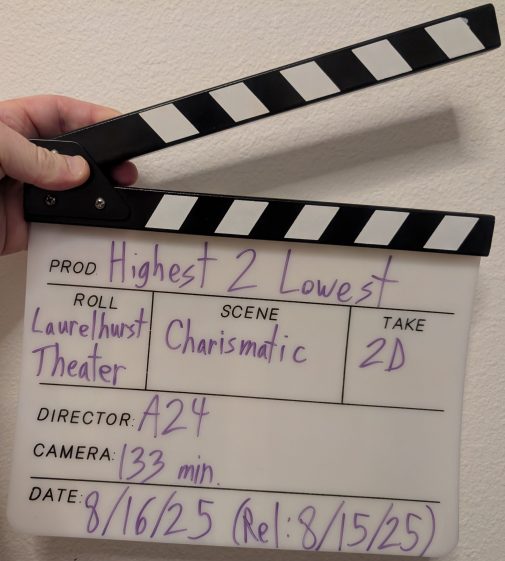 PROD Highest 2 Lowest
ROLL SCENE TAKE
Laurelhurst Charismatic 2D
Theater
DIRECTOR: A24
CAMERA: 133 min.
DATE: 8/16/25 (Rel: 8/15/25)